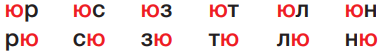 юр юс юз ют юл юн
рю сю зю тю лю ню